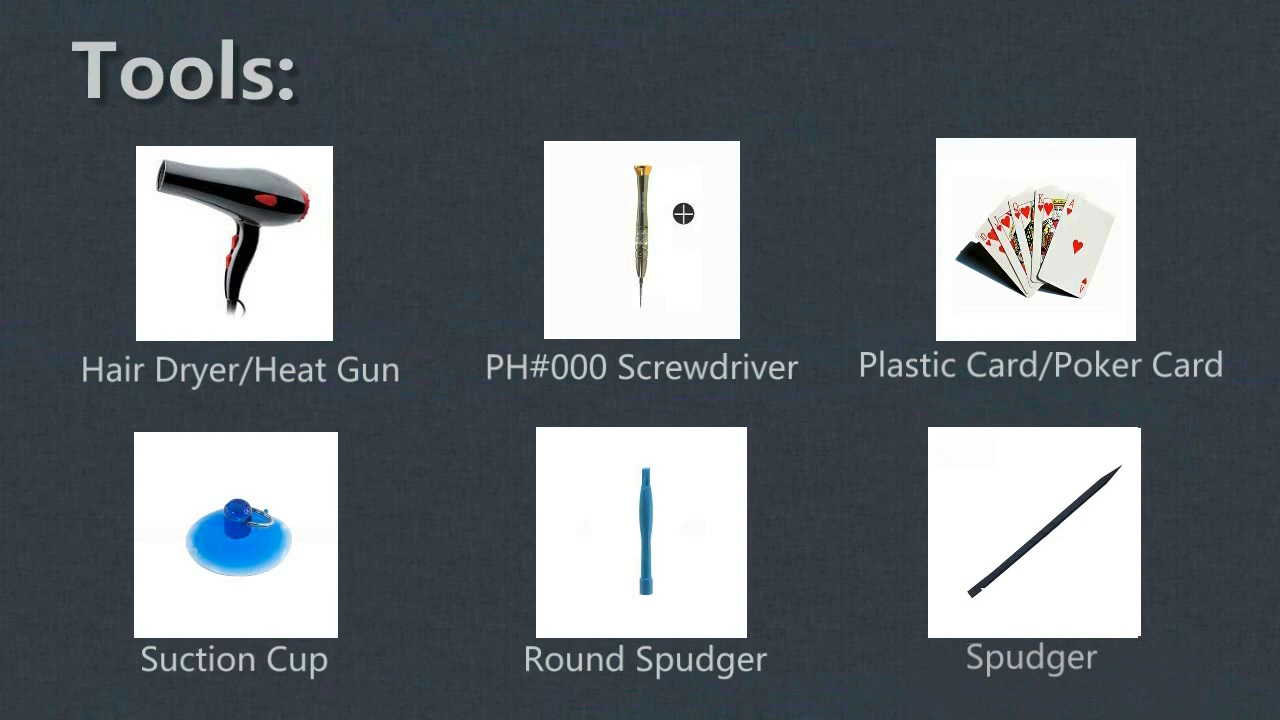 Tools:
Hair Dryer/Heat Gun
PH#000 Screwdriver
Plastic Card/Poker Card
Suction Cup
Round Spudger
Spudger